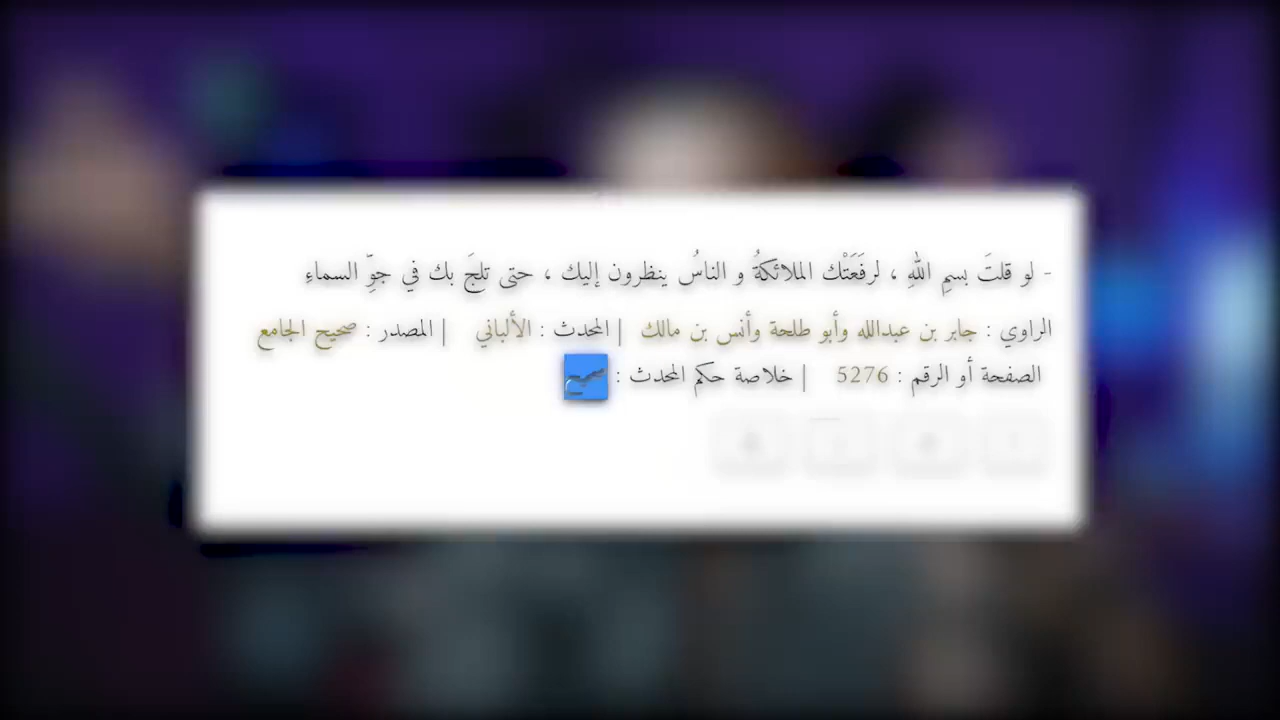 - لو قلتَ بسمِ اللهِ ، لرفَعَتْك الملائكةُ و الناسُ ينظرون إليك ، حتى تلجَ بك في جوِّ السماءِ
الراوي : جابر بن عبدالله وأبو طلحة وأنس بن مالك | المحدث : الألباني | المصدر : صحيح الجامع
الصفحة أو الرقم : 5276 | خلاصة حكم المحدث : صحيح